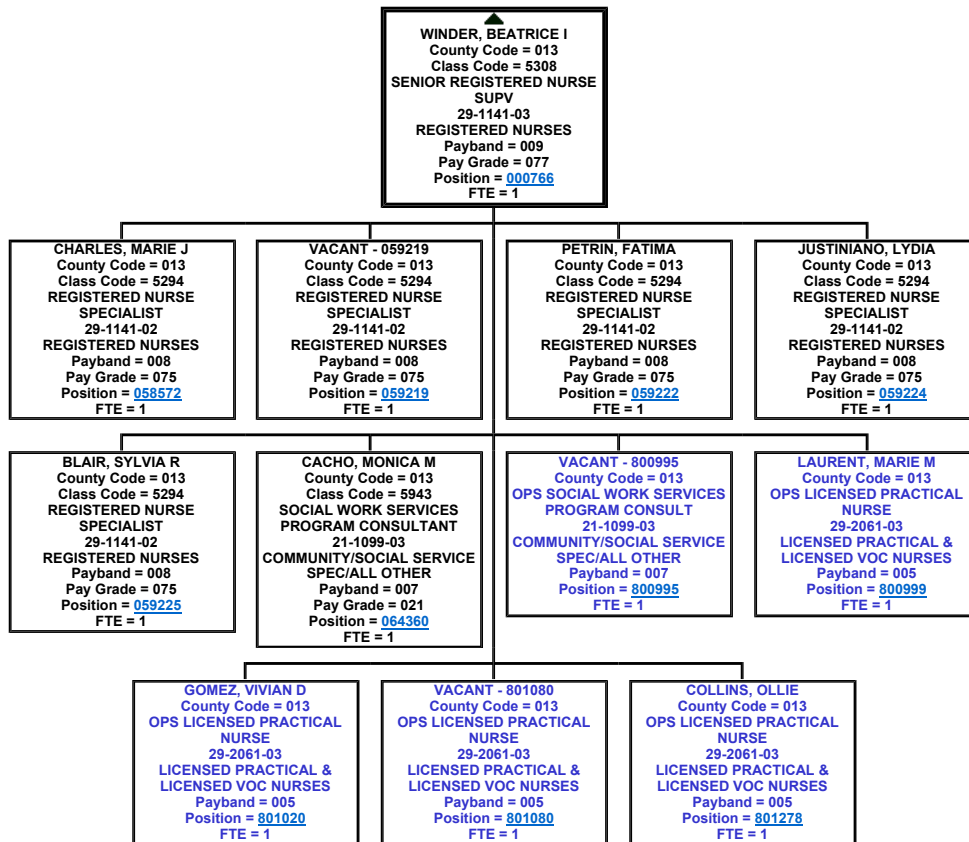 WINDER, BEATRICE I
County Code = 013
Class Code = 5308
SENIOR REGISTERED NURSE
SUPV
29-1141-03
REGISTERED NURSES
Payband = 009
Pay Grade = 077
Position = 000766
FTE = 1
CHARLES, MARIE J
County Code = 013
Class Code = 5294
REGISTERED NURSE
SPECIALIST
29-1141-02
REGISTERED NURSES
Payband = 008
Pay Grade = 075
Position = 058572
FTE = 1
VACANT - 059219
County Code = 013
Class Code = 5294
REGISTERED NURSE
SPECIALIST
29-1141-02
REGISTERED NURSES
Payband = 008
Pay Grade = 075
Position = 059219
FTE = 1
PETRIN, FATIMA
County Code = 013
Class Code = 5294
REGISTERED NURSE
SPECIALIST
29-1141-02
REGISTERED NURSES
Payband = 008
Pay Grade = 075
Position = 059222
FTE = 1
JUSTINIANO, LYDIA
County Code = 013
Class Code = 5294
REGISTERED NURSE
SPECIALIST
29-1141-02
REGISTERED NURSES
Payband = 008
Pay Grade = 075
Position = 059224
FTE = 1
BLAIR, SYLVIA R
County Code = 013
Class Code = 5294
REGISTERED NURSE
SPECIALIST
29-1141-02
REGISTERED NURSES
Payband = 008
Pay Grade = 075
Position = 059225
FTE = 1
CACHO, MONICA M
County Code = 013
Class Code = 5943
SOCIAL WORK SERVICES
PROGRAM CONSULTANT
21-1099-03
COMMUNITY/SOCIAL SERVICE
SPEC/ALL OTHER
Payband = 007
Pay Grade = 021
Position = 064360
FTE = 1
VACANT - 800995
County Code = 013
OPS SOCIAL WORK SERVICES
PROGRAM CONSULT
21-1099-03
COMMUNITY/SOCIAL SERVICE
SPEC/ALL OTHER
Payband = 007
Position = 800995
FTE = 1
LAURENT, MARIE M
County Code = 013
OPS LICENSED PRACTICAL
NURSE
29-2061-03
LICENSED PRACTICAL &
LICENSED VOC NURSES
Payband = 005
Position = 800999
FTE = 1
GOMEZ, VIVIAN D
County Code = 013
OPS LICENSED PRACTICAL
NURSE
29-2061-03
LICENSED PRACTICAL &
LICENSED VOC NURSES
Payband = 005
Position = 801020
FTE = 1
VACANT - 801080
County Code = 013
OPS LICENSED PRACTICAL
NURSE
29-2061-03
LICENSED PRACTICAL &
LICENSED VOC NURSES
Payband = 005
Position = 801080
FTE = 1
COLLINS, OLLIE
County Code = 013
OPS LICENSED PRACTICAL
NURSE
29-2061-03
LICENSED PRACTICAL &
LICENSED VOC NURSES
Payband = 005
Position = 801278
FTE = 1